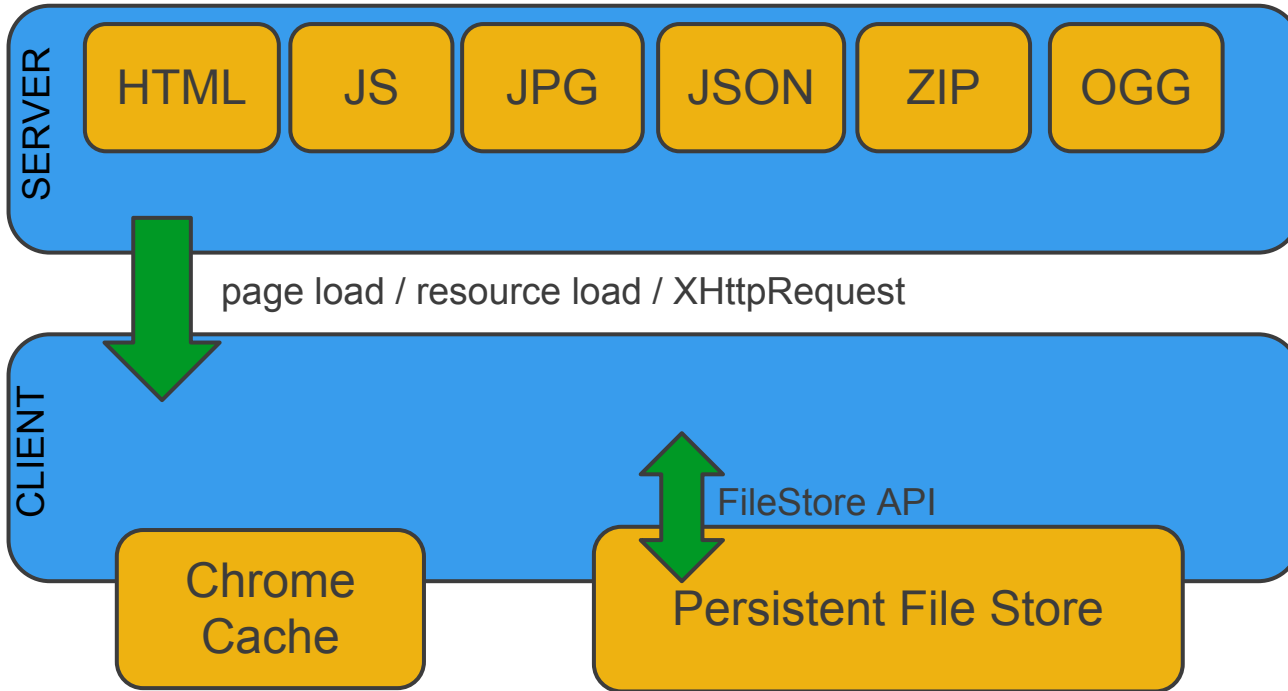 SERVER
HTML
JS
JPG
JSON
ZIP
OGG
page load / resource load / XHttpRequest
CLIENT
FileStore API
Chrome
Cache
Persistent File Store